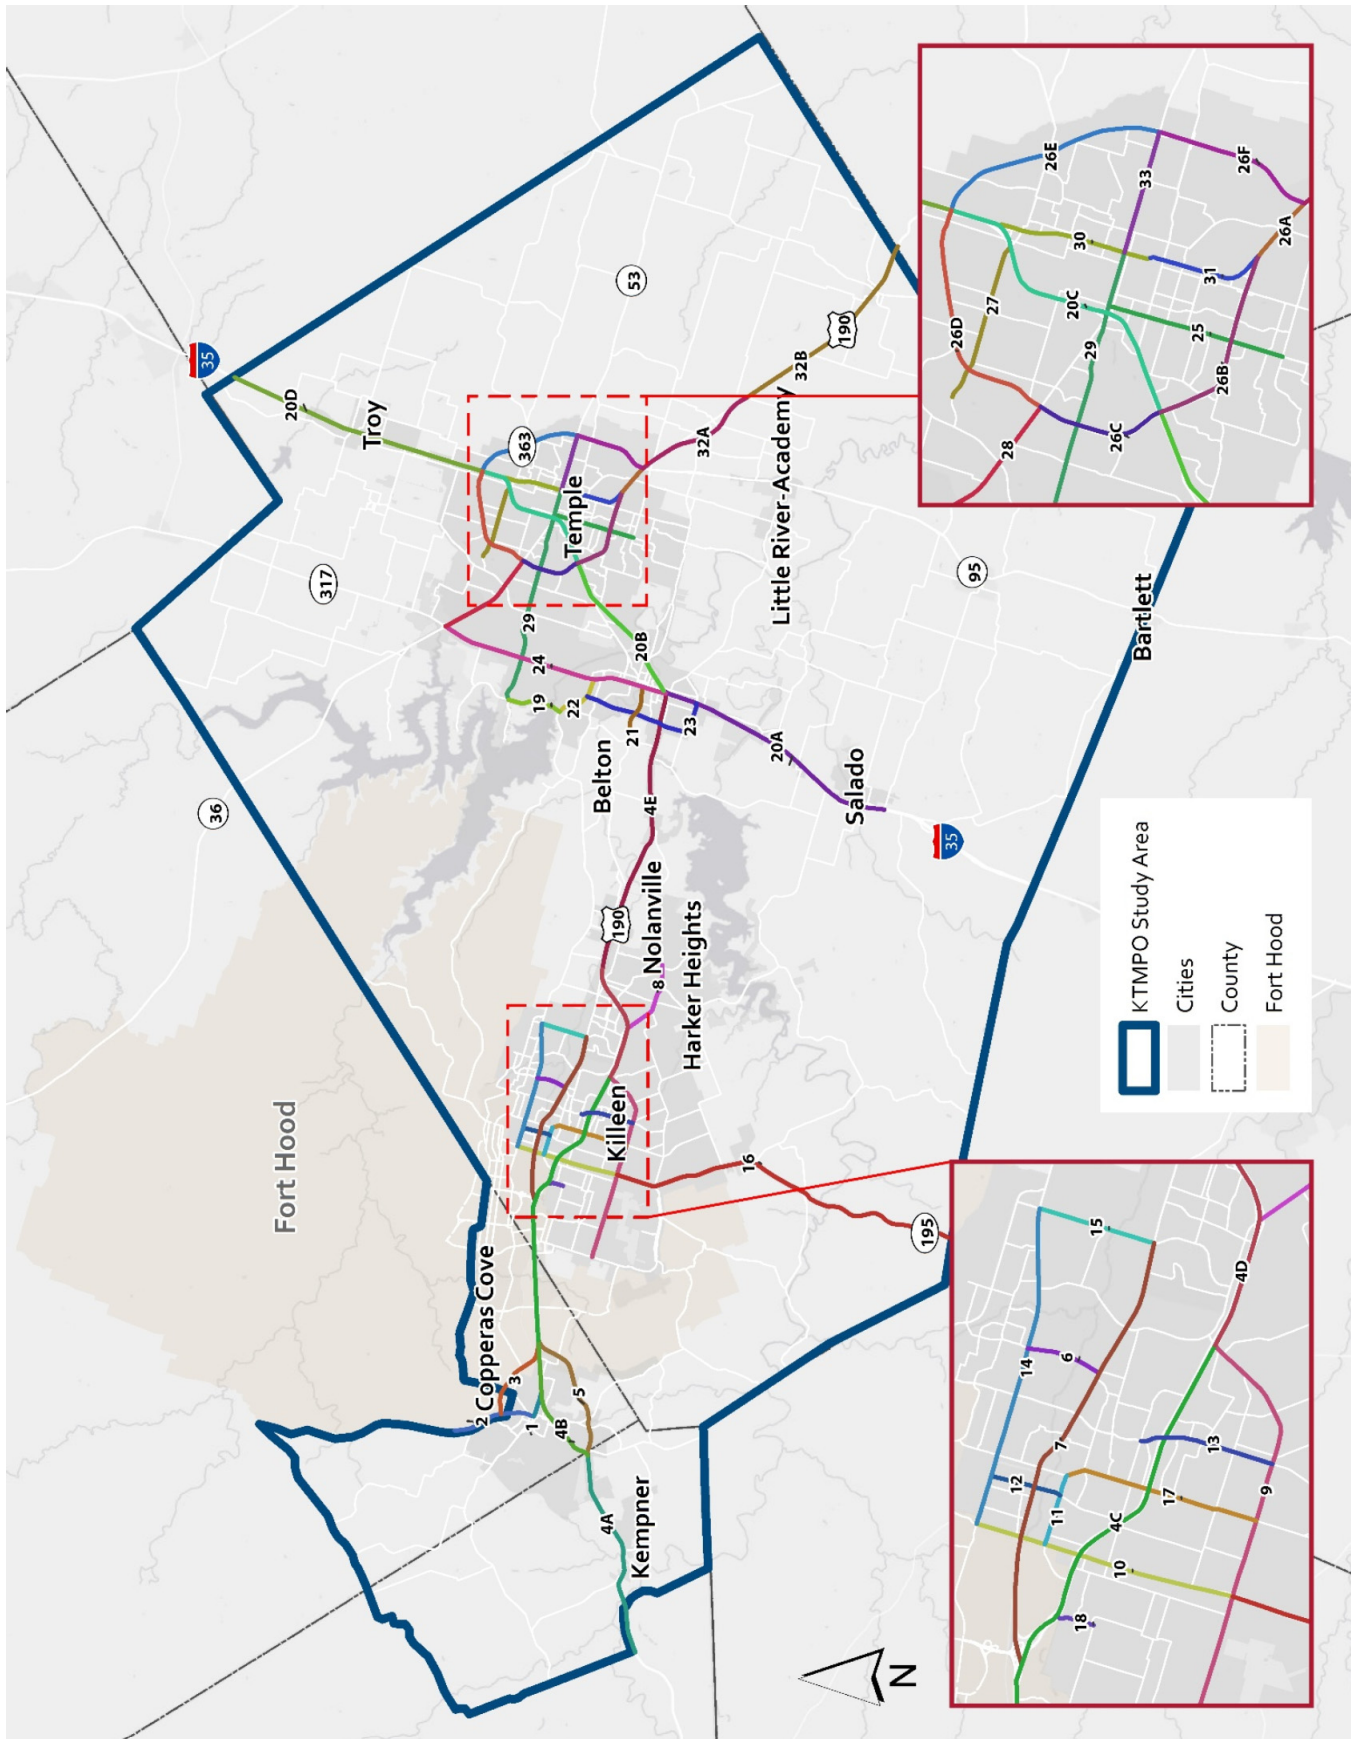 36
317
35
20D
Troy
53
Fort Hood
363
Temple
29
24
19
22
20B
21
23
Belton
4E
20A
Salado
35
32A
32B
190
Little River-Academy
95
Bartlett
190
Nolanville
8
Harker Heights
Killeen
16
195
Copperas Cove
2
3
1
4B
5
4A
Kempner
N
14
15
6
7
12
11
4C
4D
17
13
9
10
18
26E
33
26F
30
27
20C
31
26A
26D
29
25
28
26C
26B
KTMPO Study Area
Cities
County
Fort Hood